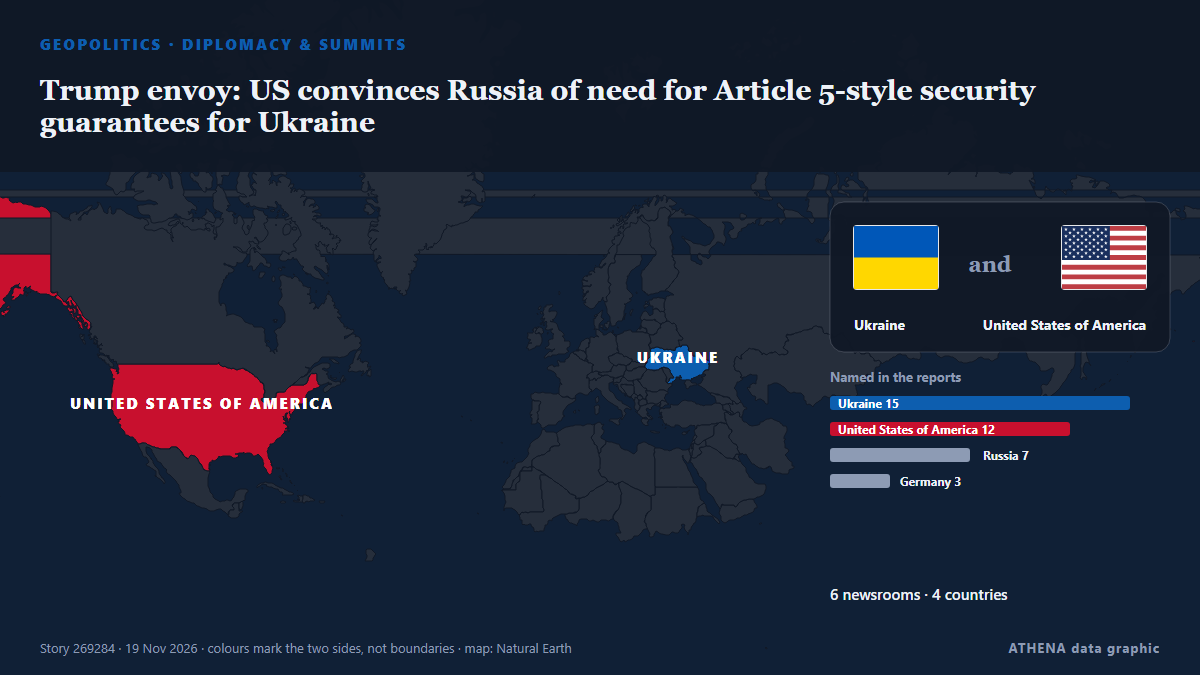 GEOPOLITICS · DIPLOMACY & SUMMITS
Trump envoy: US convinces Russia of need for Article 5-style security
guarantees for Ukraine
and
Ukraine
United States of America
UKRAINE
UNITED STATES OF AMERICA
Named in the reports
Ukraine 15
United States of America 12
Russia 7
Germany 3
6 newsrooms · 4 countries
Story 269284 · 19 Nov 2026 · colours mark the two sides, not boundaries · map: Natural Earth
ATHENA data graphic